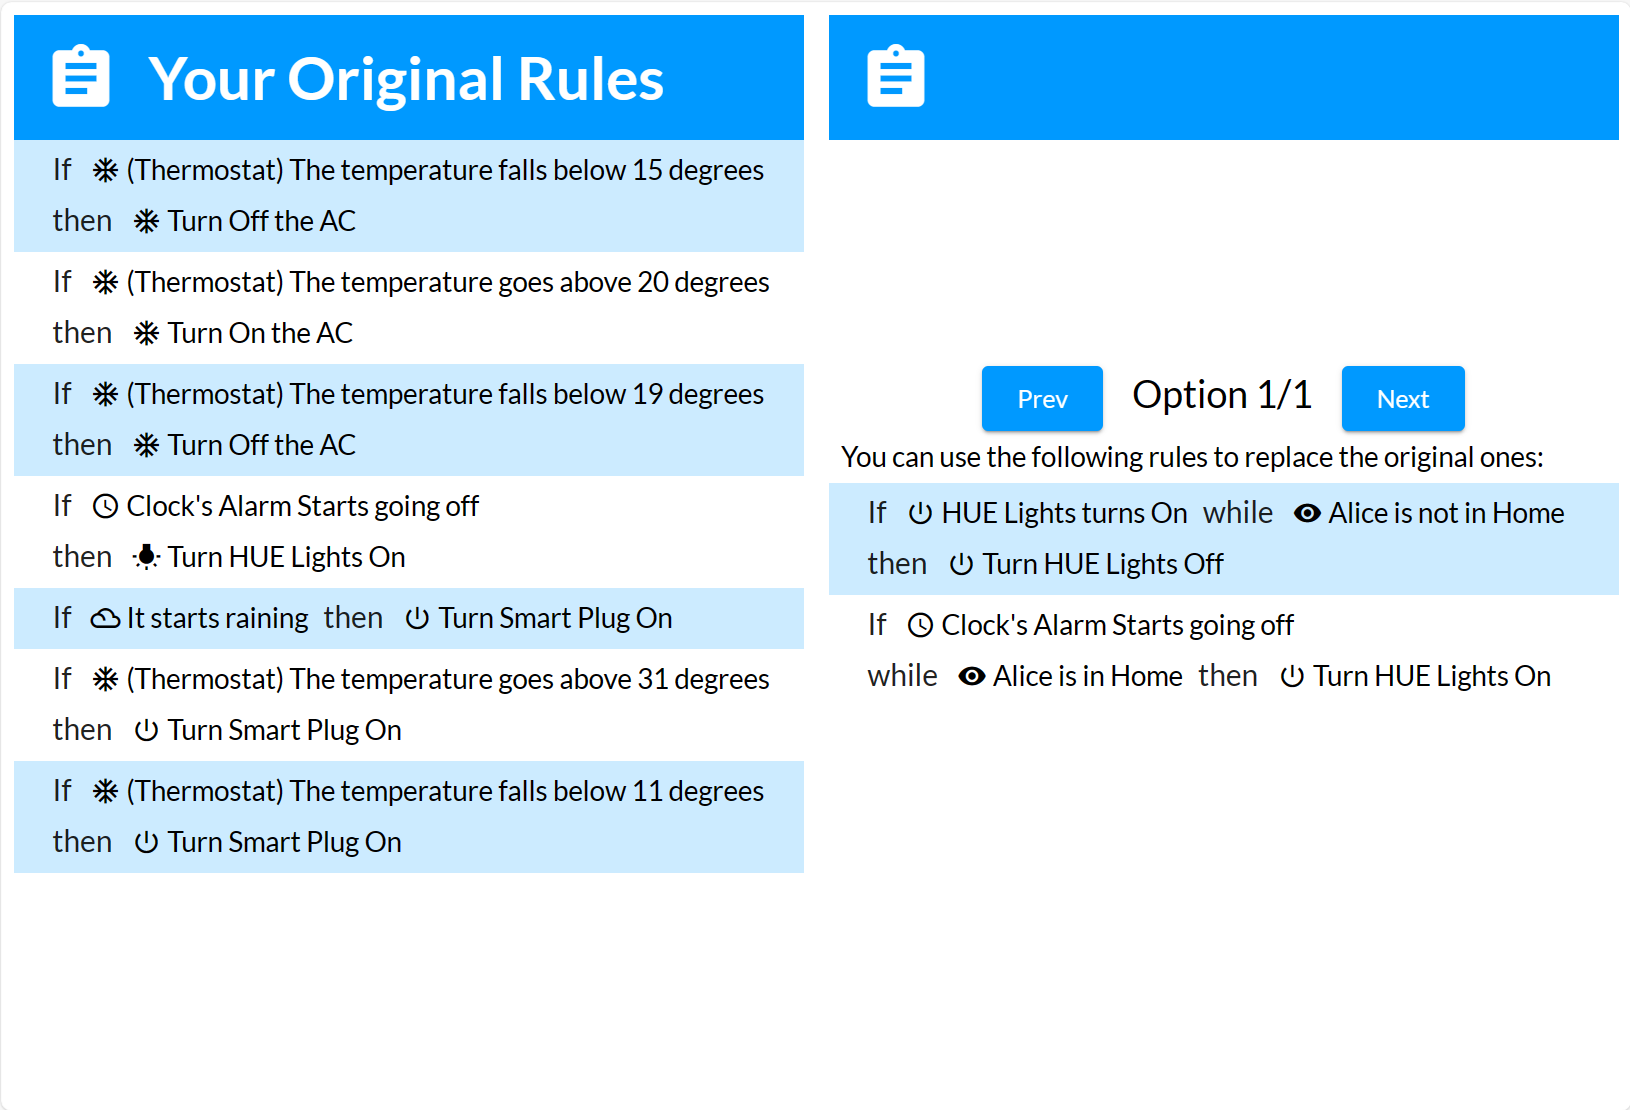 Your Original Rules
If (Thermostat) The temperature falls below 15 degrees
then Turn Off the AC
If (Thermostat) The temperature goes above 20 degrees
then Turn On the AC
If (Thermostat) The temperature falls below 19 degrees
then Turn Off the AC
If Clock's Alarm Starts going off
then Turn HUE Lights On
If It starts raining then Turn Smart Plug On
If (Thermostat) The temperature goes above 31 degrees
then Turn Smart Plug On
If (Thermostat) The temperature falls below 11 degrees
then Turn Smart Plug On
Prev Option 1/1 Next
You can use the following rules to replace the original ones:
If HUE Lights turns On while Alice is not in Home
then Turn HUE Lights Off
If Clock's Alarm Starts going off
while Alice is in Home then Turn HUE Lights On